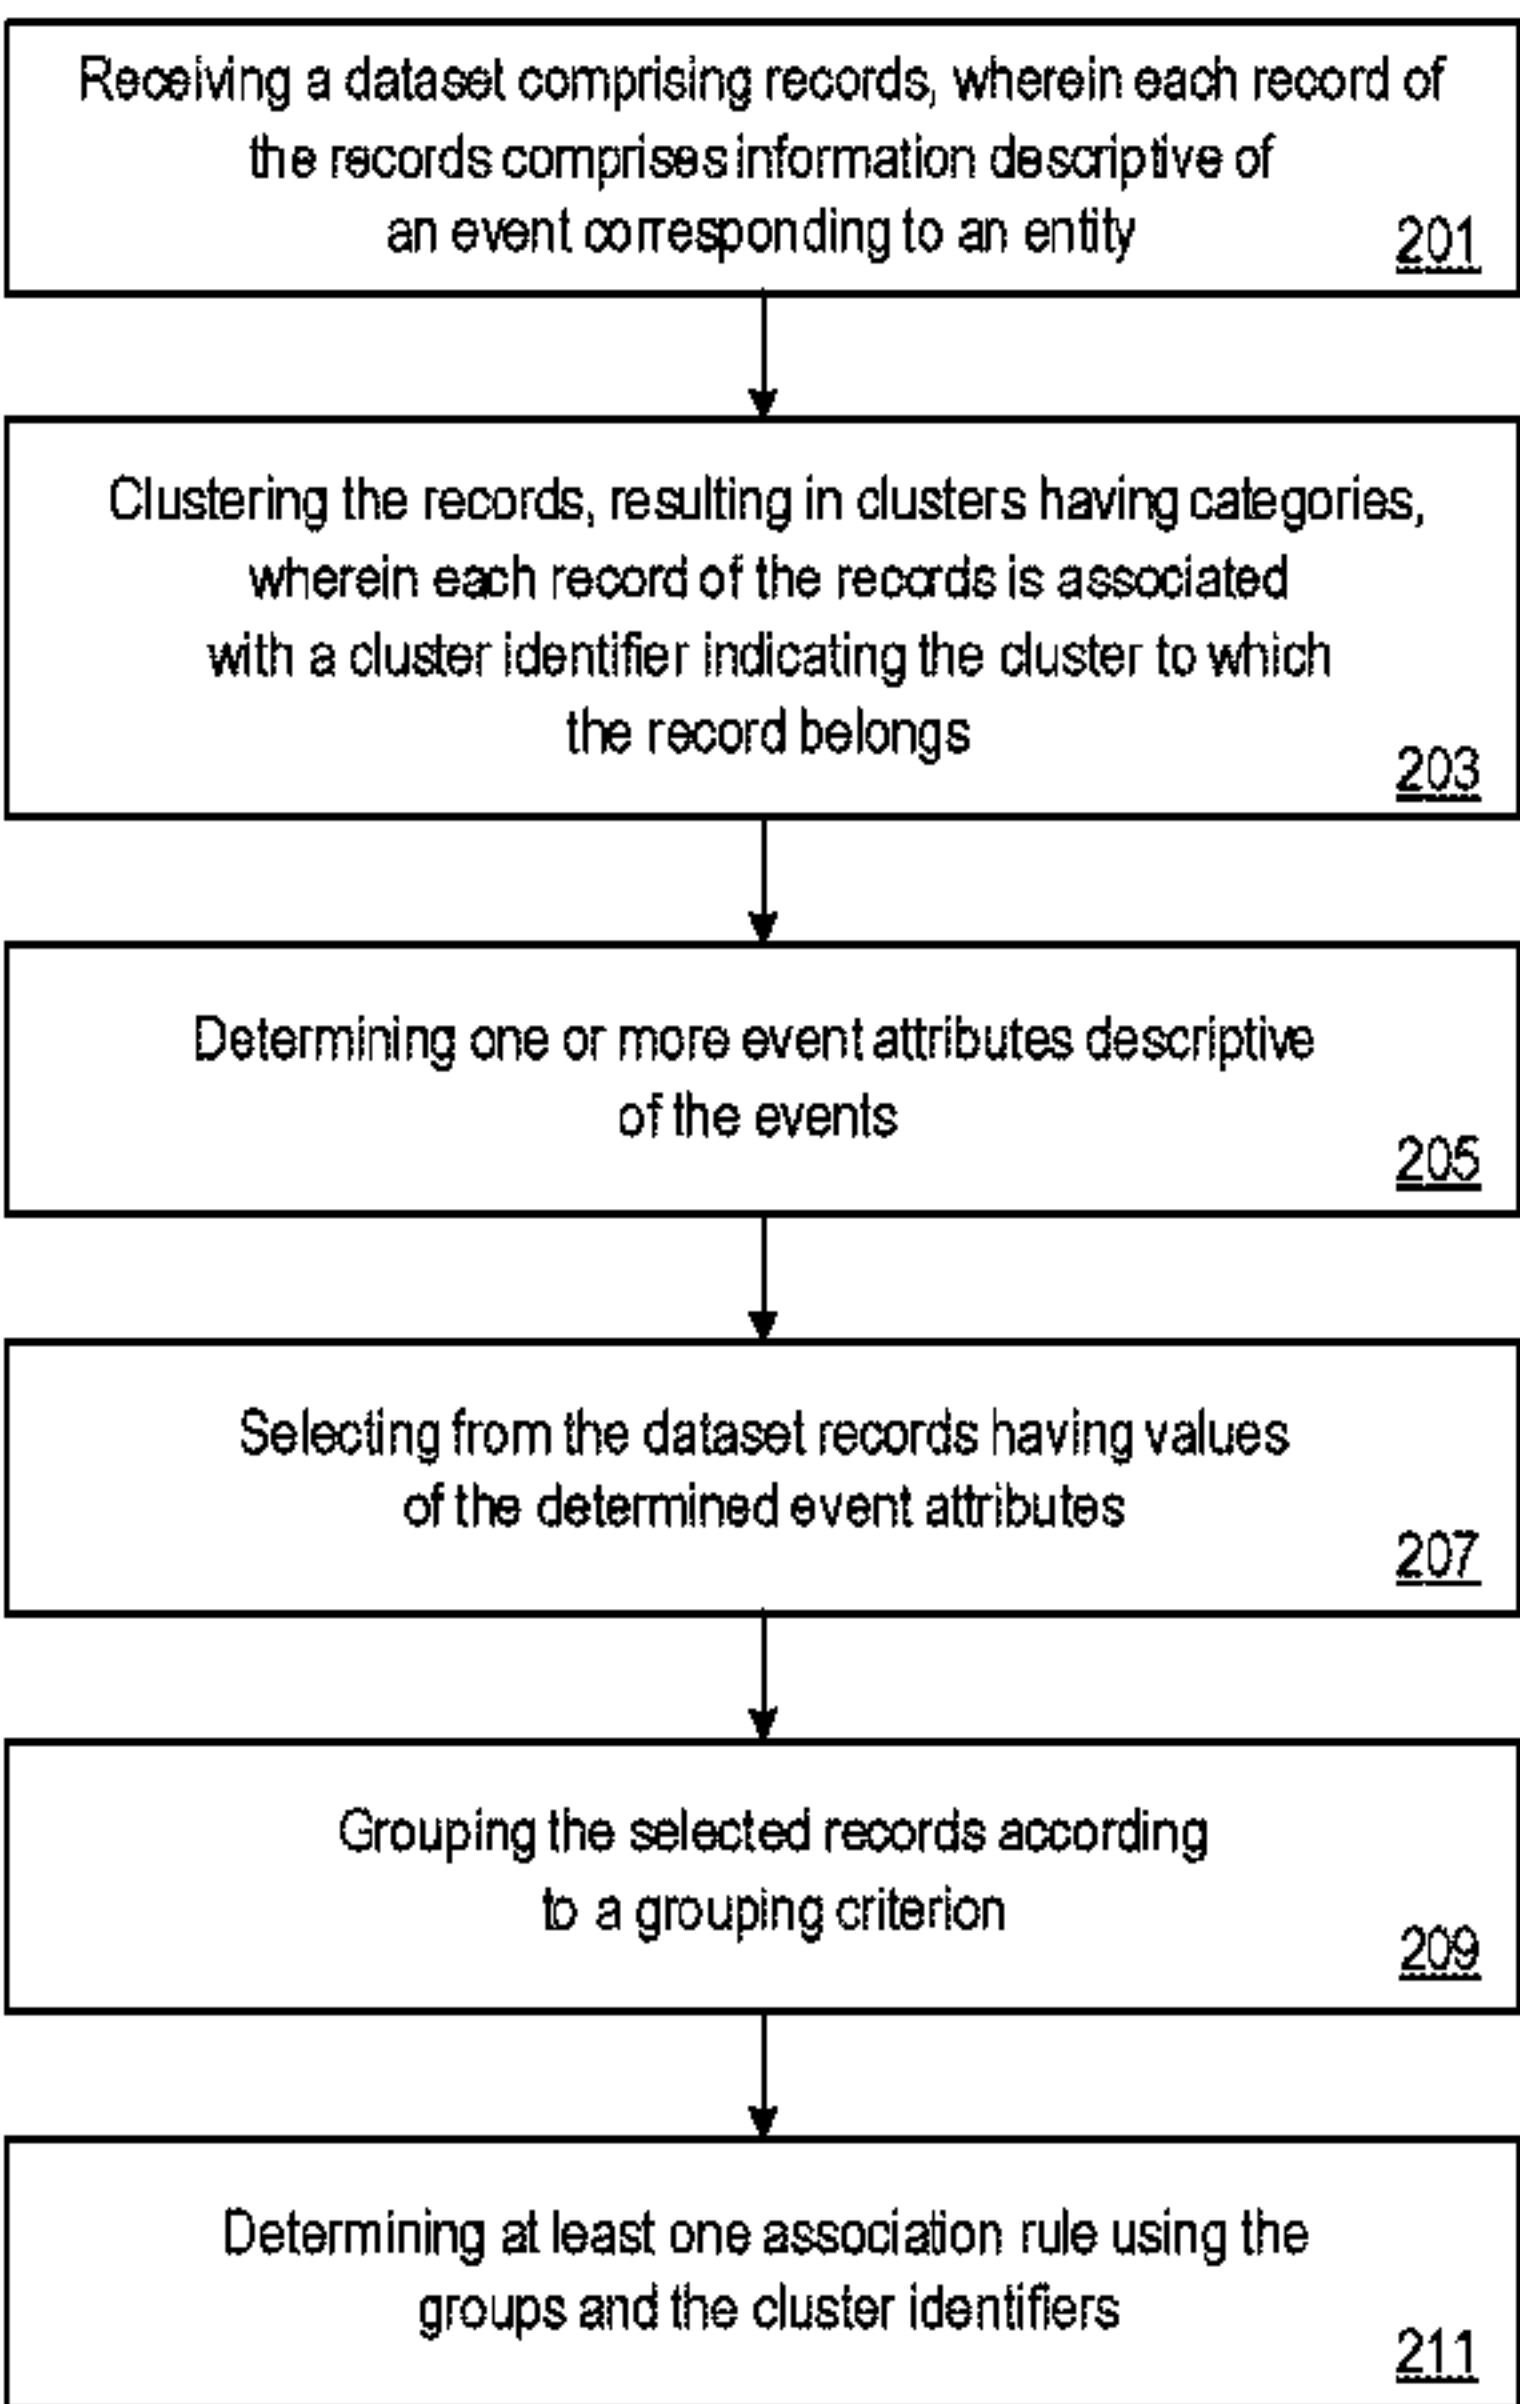 Receiving a dataset comprising records, wherein each record of
the records comprises information descriptive of
an event corresponding to an entity
201
Clustering the records, resulting in clusters having categories,
wherein each record of the records is associated
with a cluster identifier indicating the cluster to which
the record belongs
203
Determining one or more event attributes descriptive
of the events
205
Selecting from the dataset records having values
of the determined event attributes
207
Grouping the selected records according
to a grouping criterion
209
Determining at least one association rule using the
groups and the cluster identifiers
211